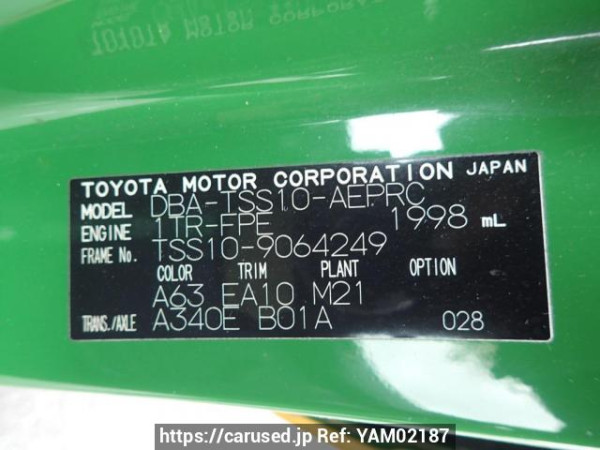 TOYOTA MOTOR CORPORATION JAPAN
MODEL DBA-TSS10-AEPRC
ENGINE 1TR-FPE 1998 mL
FRAME No. TSS10-9064249
COLOR TRIM PLANT OPTION
A63 EA10 M21
TRANS./AXLE A340E B01A 028
https://carused.jp Ref: YAM02187